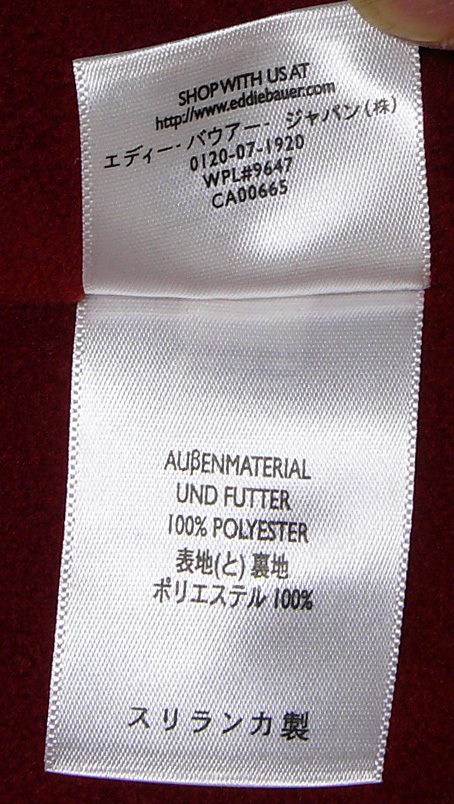 SHOP WITH US AT
http://www.eddiebauer.com
エディー・バウアー・ ジャパン(株)
0120-07-1920
WPL#9647
CA00665
AUβENMATERIAL
UND FUTTER
100% POLYESTER
表地(と) 裏地
ポリエステル 100%
スリランカ製